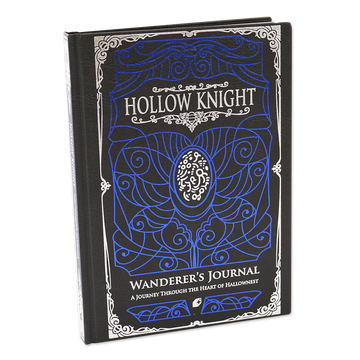 HOLLOW KNIGHT
WANDERER'S JOURNAL
A JOURNEY THROUGH THE HEART OF HALLOWNEST